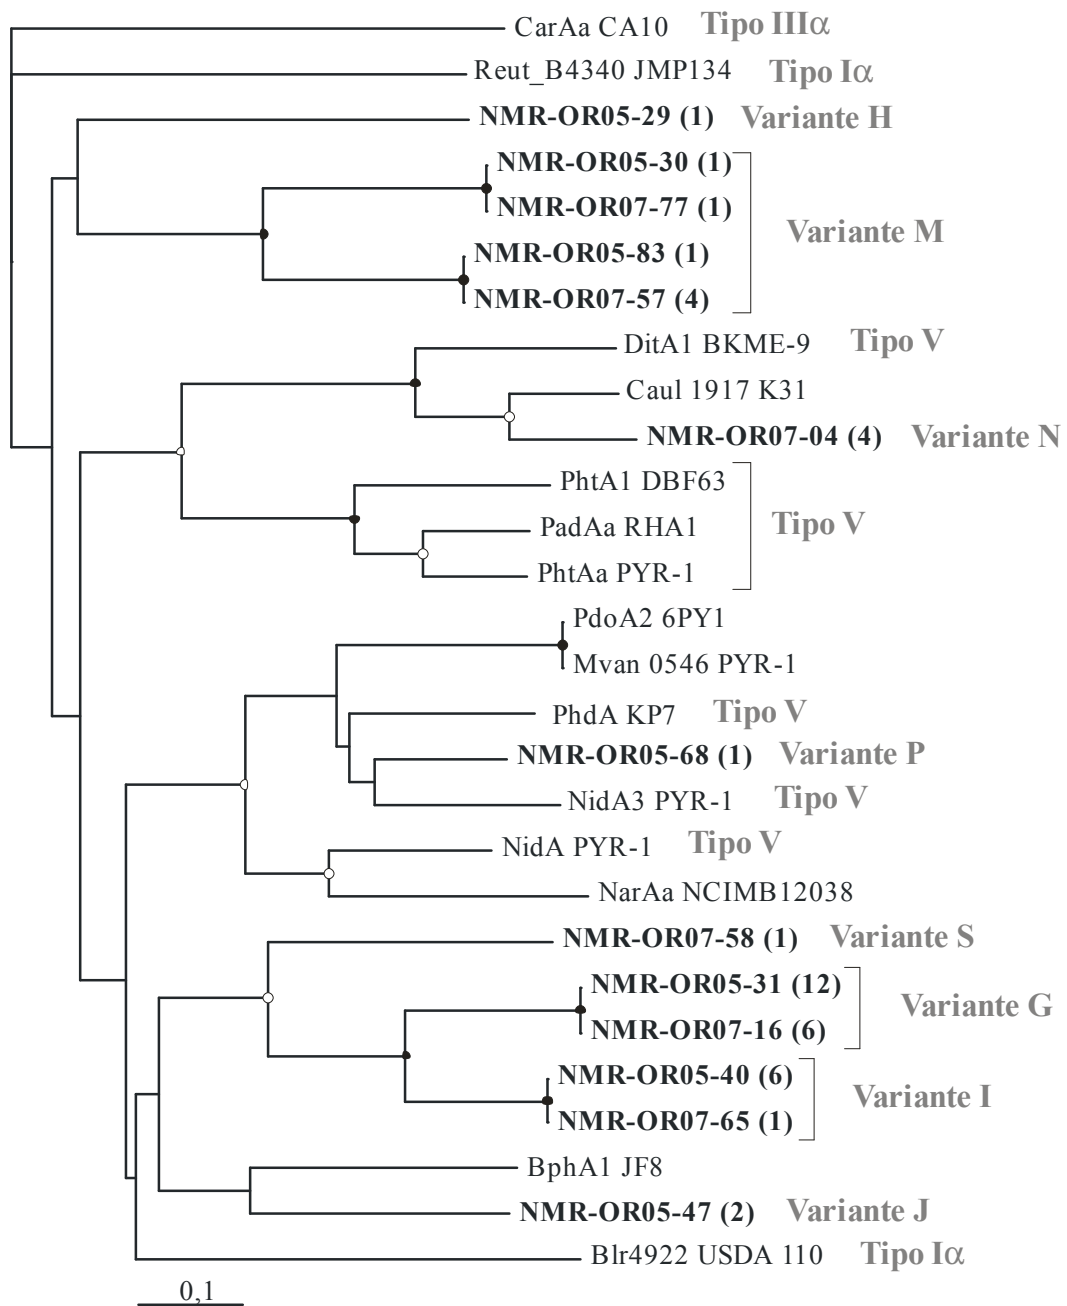 CarAa CA10 Tipo IIIα
Reut_B4340 JMP134 Tipo Iα
NMR-OR05-29 (1) Variante H
NMR-OR05-30 (1)
NMR-OR07-77 (1)
Variante M
NMR-OR05-83 (1)
NMR-OR07-57 (4)
DitA1 BKME-9 Tipo V
Caul 1917 K31
NMR-OR07-04 (4) Variante N
PhtA1 DBF63
PadAa RHA1 Tipo V
PhtAa PYR-1
PdoA2 6PY1
Mvan 0546 PYR-1
PhdA KP7 Tipo V
NMR-OR05-68 (1) Variante P
NidA3 PYR-1 Tipo V
NidA PYR-1 Tipo V
NarAa NCIMB12038
NMR-OR07-58 (1) Variante S
NMR-OR05-31 (12)
Variante G
NMR-OR07-16 (6)
NMR-OR05-40 (6)
Variante I
NMR-OR07-65 (1)
BphA1 JF8
NMR-OR05-47 (2) Variante J
Blr4922 USDA 110 Tipo Iα
0,1